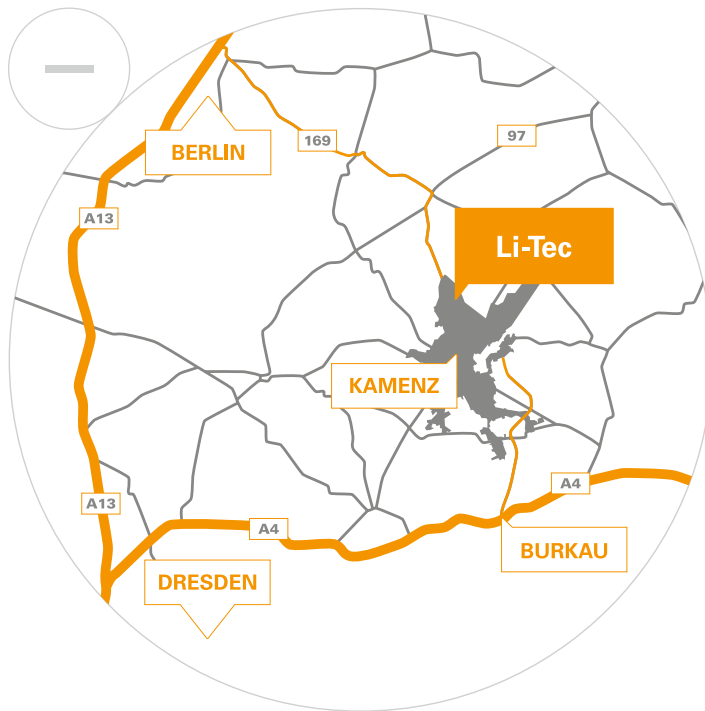 169
97
BERLIN
A13
Li-Tec
KAMENZ
A4
A13
A4
BURKAU
DRESDEN